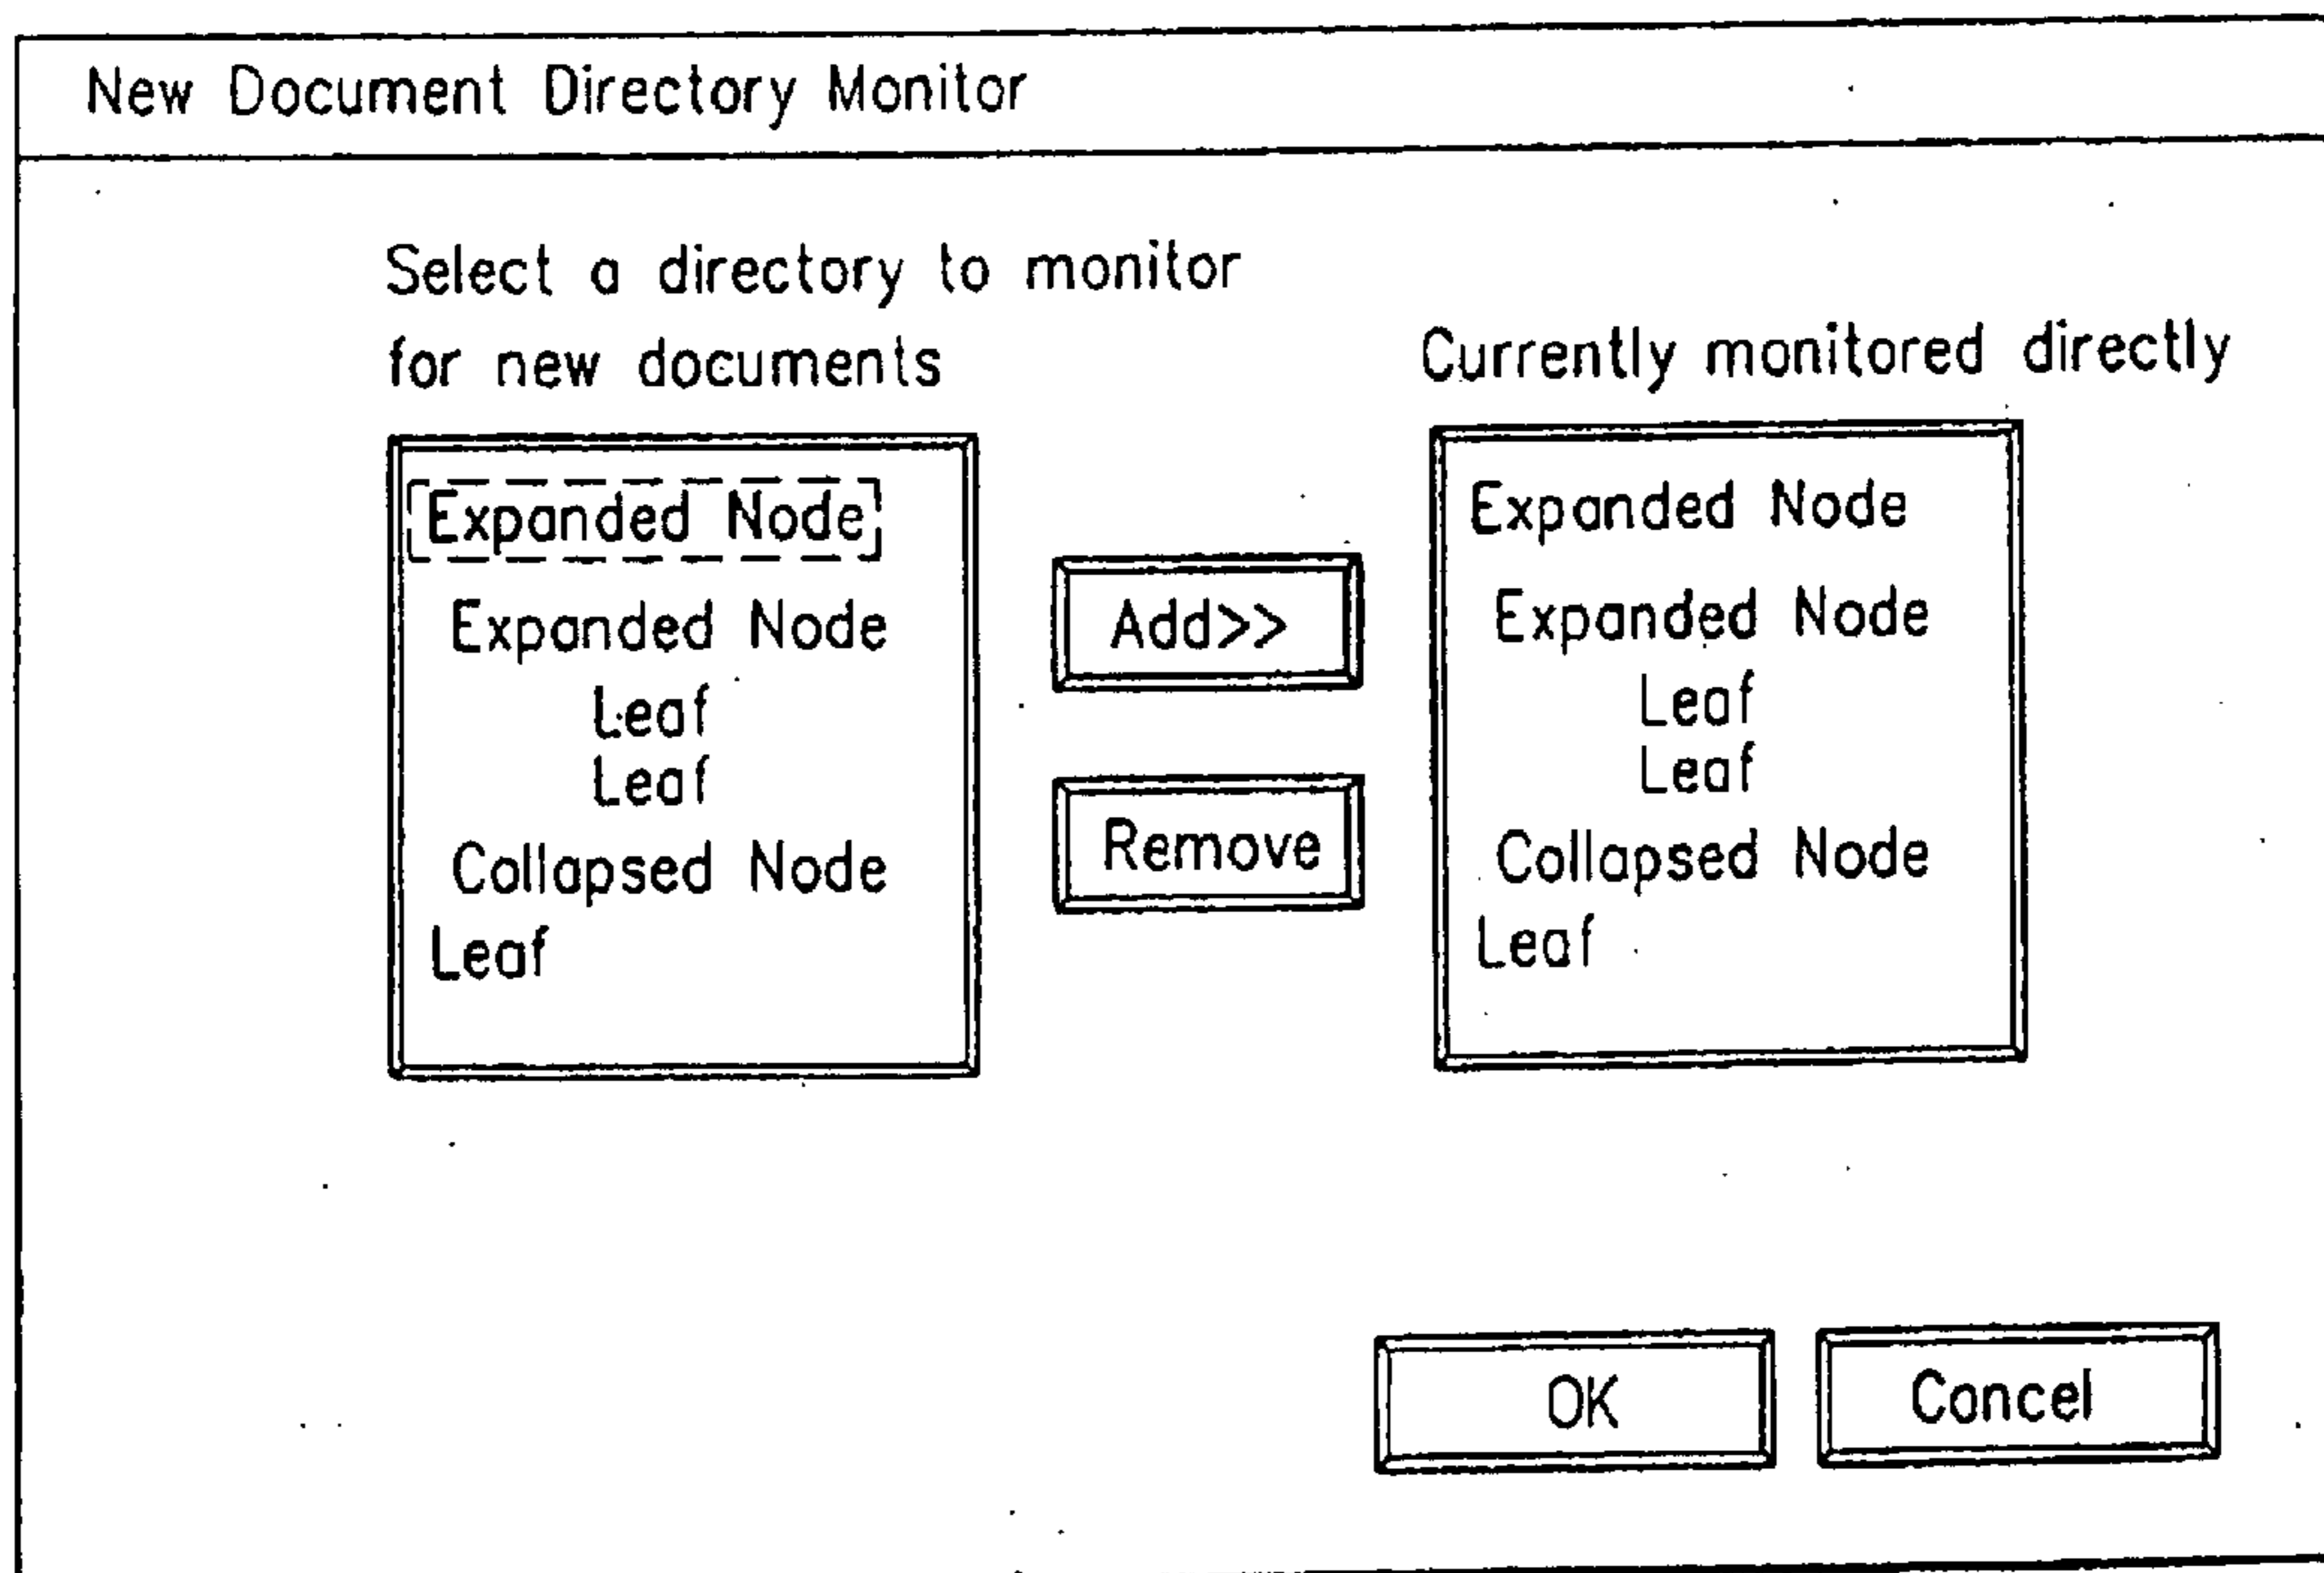 New Document Directory Monitor
Select a directory to monitor
for new documents
Currently monitored directly
Expanded Node
Expanded Node
Leaf
Leaf
Collapsed Node
Leaf
Add>>
Remove
Expanded Node
Expanded Node
Leaf
Leaf
Collapsed Node
Leaf
OK
Cancel